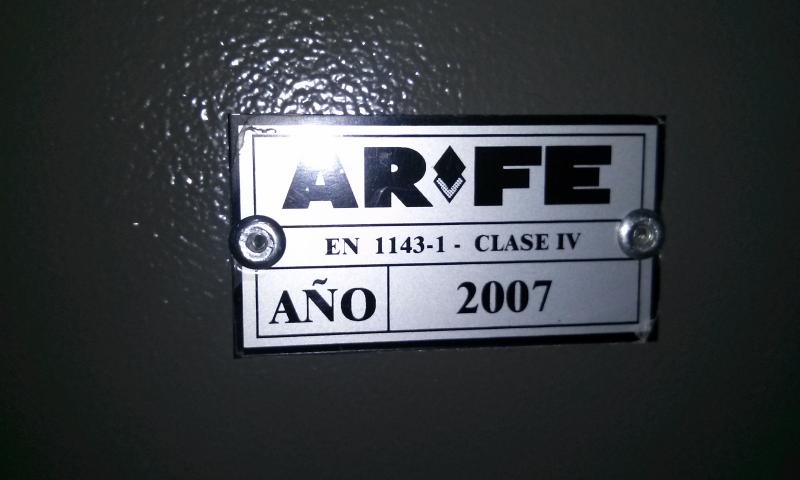 AR FE
EN 1143-1 - CLASE IV
AÑO 2007